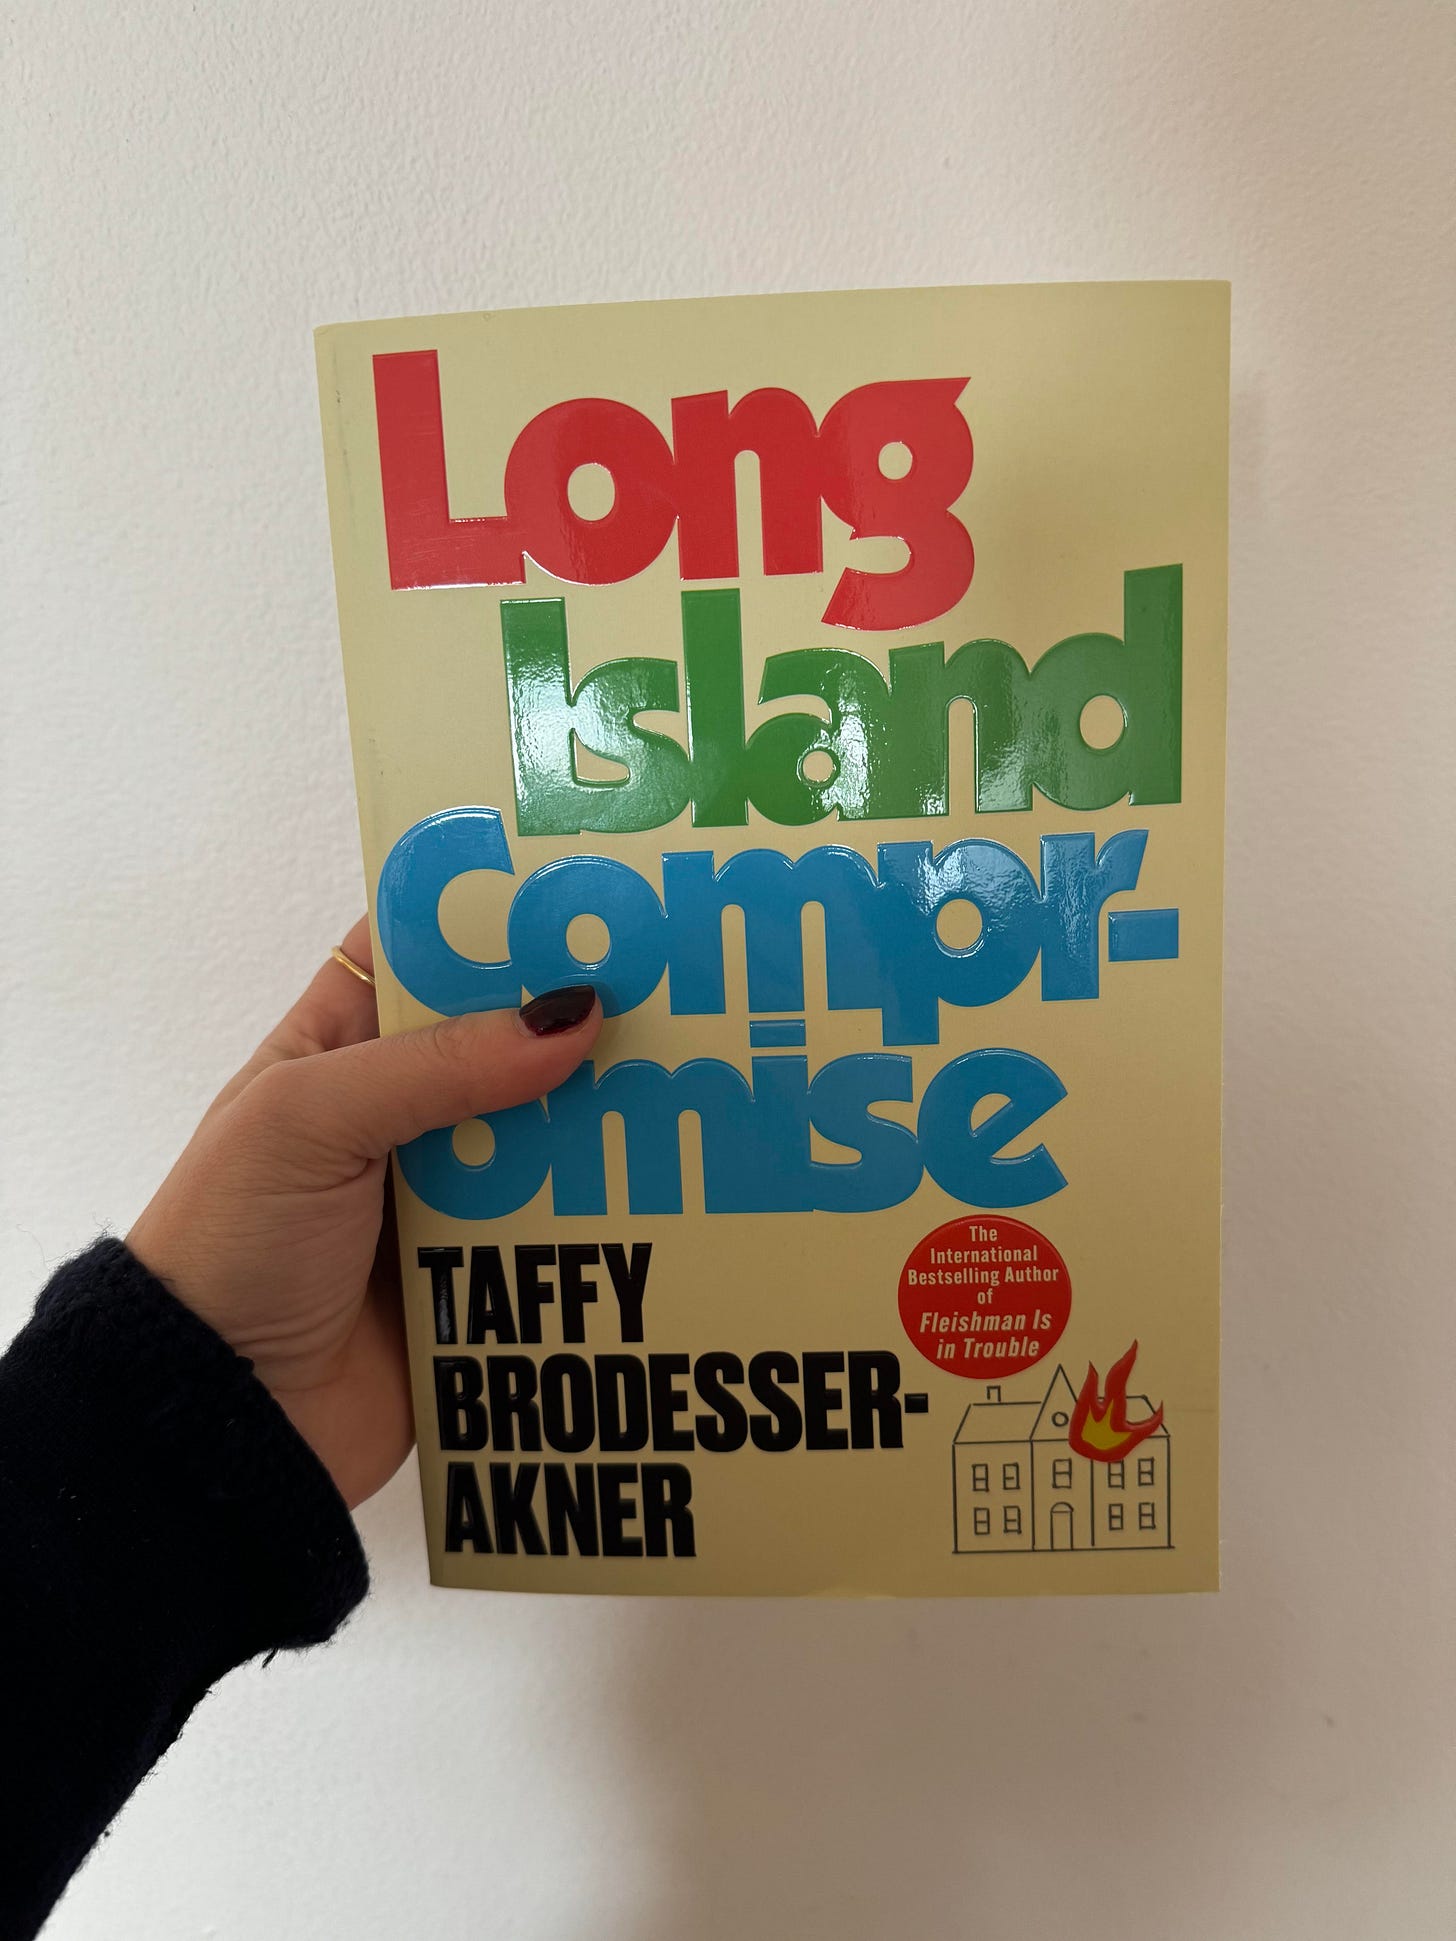 Long
Island
Compr-
omise
TAFFY
BRODESSER-
AKNER
The
International
Bestselling Author
of
Fleishman Is
in Trouble